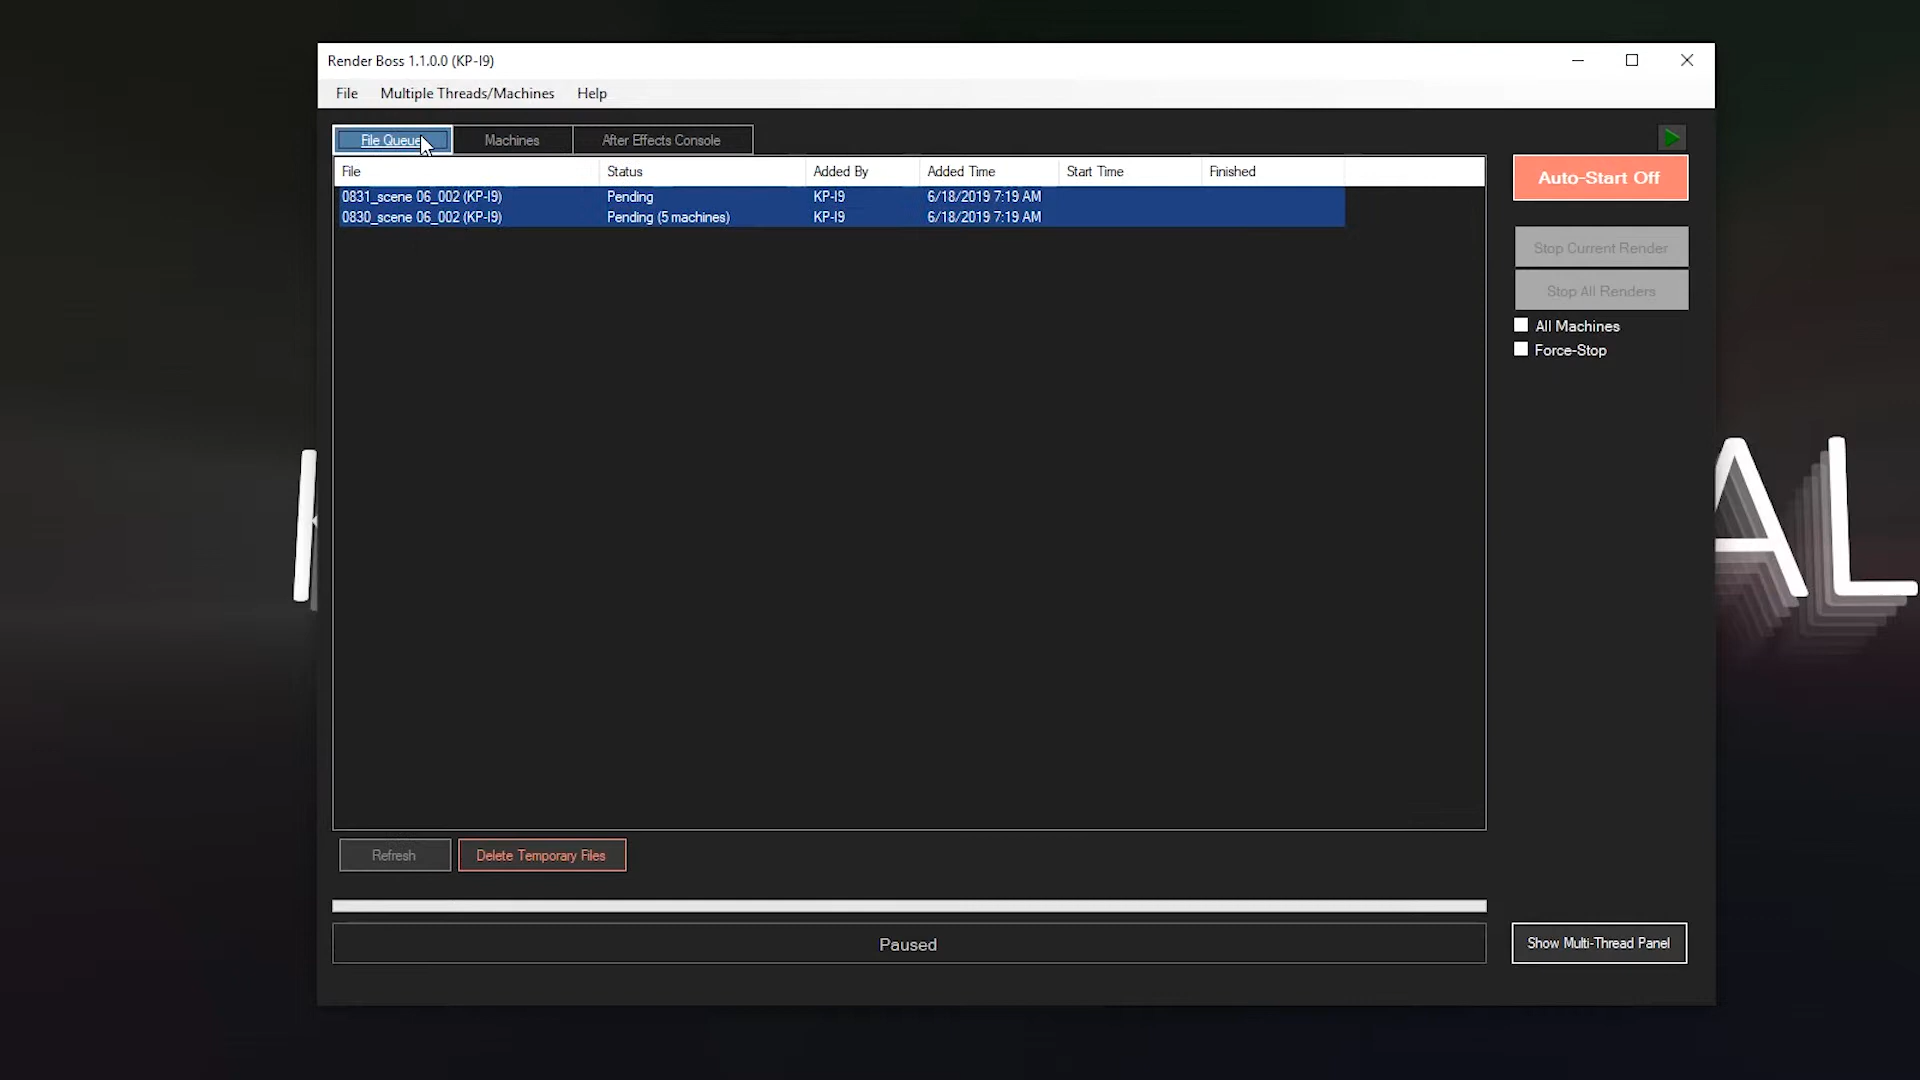 Render Boss 1.1.0.0 (KP-I9)
File Multiple Threads/Machines Help
File Queue Machines After Effects Console
File Status Added By Added Time Start Time Finished
0831_scene 06_002 (KP-I9) Pending KP-I9 6/18/2019 7:19 AM
0830_scene 06_002 (KP-I9) Pending (5 machines) KP-I9 6/18/2019 7:19 AM
Auto-Start Off
Stop Current Render
Stop All Renders
All Machines
Force-Stop
AL
Refresh Delete Temporary Files
Paused
Show Multi-Thread Panel